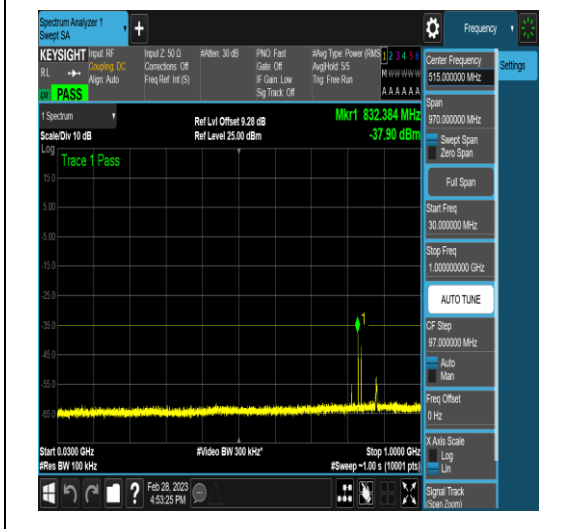 Spectrum Analyzer 1
Swept SA
+
Frequency
KEYSIGHT
RL
PASS
Input: RF
Coupling: DC
Align: Auto
Input Z: 50 Ω
Corrections: Off
Freq Ref: Int (S)
#Atten: 30 dB
PNO: Fast
Gate: Off
IF Gain: Low
Sig Track: Off
#Avg Type: Power (RMS
Avg|Hold: 5/5
Trig: Free Run
1 2 3 4 5 6
M W W W W W
A A A A A A
1 Spectrum
Scale/Div 10 dB
Ref Lvl Offset 9.28 dB
Ref Level 25.00 dBm
Mkr1 832.384 MHz
-37.90 dBm
Log
Trace 1 Pass
15.0
5.00
-5.00
-15.0
-25.0
-35.0
-45.0
-55.0
-65.0
1
Start 0.0300 GHz
#Res BW 100 kHz
#Video BW 300 kHz*
Stop 1.0000 GHz
#Sweep ~1.00 s (10001 pts)
?
Feb 28, 2023
4:53:25 PM
Center Frequency
515.000000 MHz
Settings
Span
970.000000 MHz
Swept Span
Zero Span
Full Span
Start Freq
30.000000 MHz
Stop Freq
1.000000000 GHz
AUTO TUNE
CF Step
97.000000 MHz
Auto
Man
Freq Offset
0 Hz
X Axis Scale
Log
Lin
Signal Track
(Span Zoom)